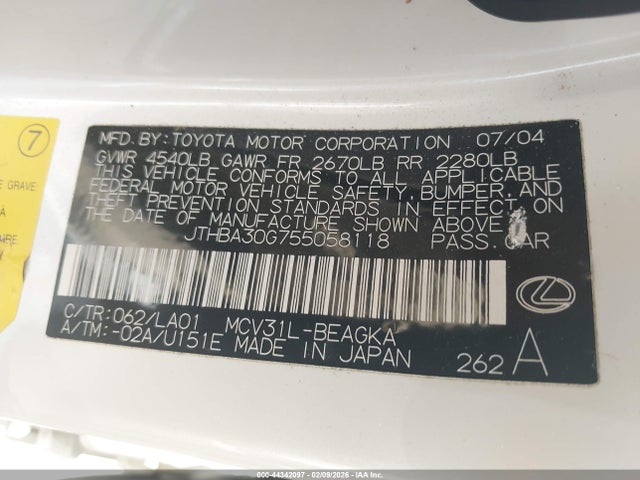 7
E GRAVE:
À
AIRE
MFD.BY:TOYOTA MOTOR CORPORATION 07/04
GVWR 4540LB GAWR FR 2670LB RR 2280LB
THIS VEHICLE CONFORMS TO ALL APPLICABLE
FEDERAL MOTOR VEHICLE SAFETY,BUMPER,AND
THEFT PREVENTION STANDARDS IN EFFECT ON
THE DATE OF MANUFACTURE SHOWN ABOVE
JTHBA30G755058118 PASS.CAR
C/TR:062/LA01 MCV31L-BEAGKA
A/TM:-02A/U151E MADE IN JAPAN 262 A
000-44342097 - 02/09/2026 - IAA Inc.